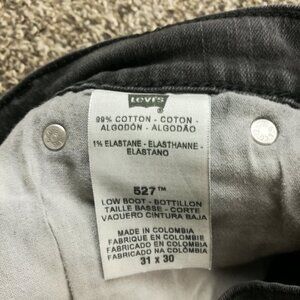 Levi's
99% COTTON - COTON -
ALGODÓN - ALGODÃO
1% ELASTANE - ELASTHANNE -
ELASTANO
527™
LOW BOOT - BOTTILLON
TAILLE BASSE - CORTE
VAQUERO CINTURA BAJA
MADE IN COLOMBIA
FABRIQUE EN COLOMBIE
FABRICADO EN COLOMBIA
FABRICADO NA COLOMBIA
31 X 30